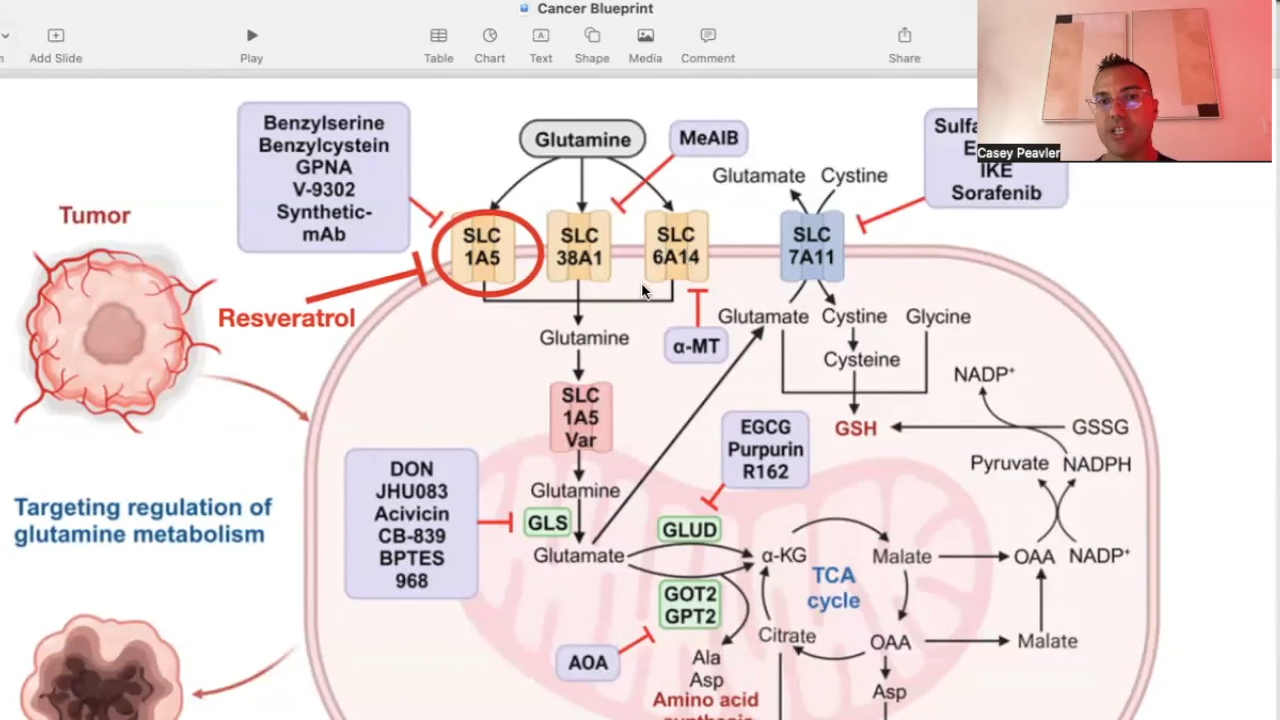 Cancer Blueprint
Add Slide
Play
Table
Chart
Text
Shape
Media
Comment
Share
Casey Peavler
Benzylserine
Benzylcystein
GPNA
V-9302
Synthetic-
mAb
Glutamine
MeAIB
Glutamate
Cystine
IKE
Sorafenib
Tumor
SLC
1A5
SLC
38A1
SLC
6A14
SLC
7A11
Resveratrol
Glutamine
α-MT
Glutamate
Cystine
Glycine
Cysteine
NADP⁺
SLC
1A5
Var
EGCG
Purpurin
R162
GSH
GSSG
Pyruvate
NADPH
DON
JHU083
Acivicin
CB-839
BPTES
968
Targeting regulation of
glutamine metabolism
Glutamine
GLS
Glutamate
GLUD
α-KG
Malate
OAA
NADP⁺
TCA
cycle
GOT2
GPT2
Citrate
OAA
Malate
AOA
Ala
Asp
Asp
Amino acid